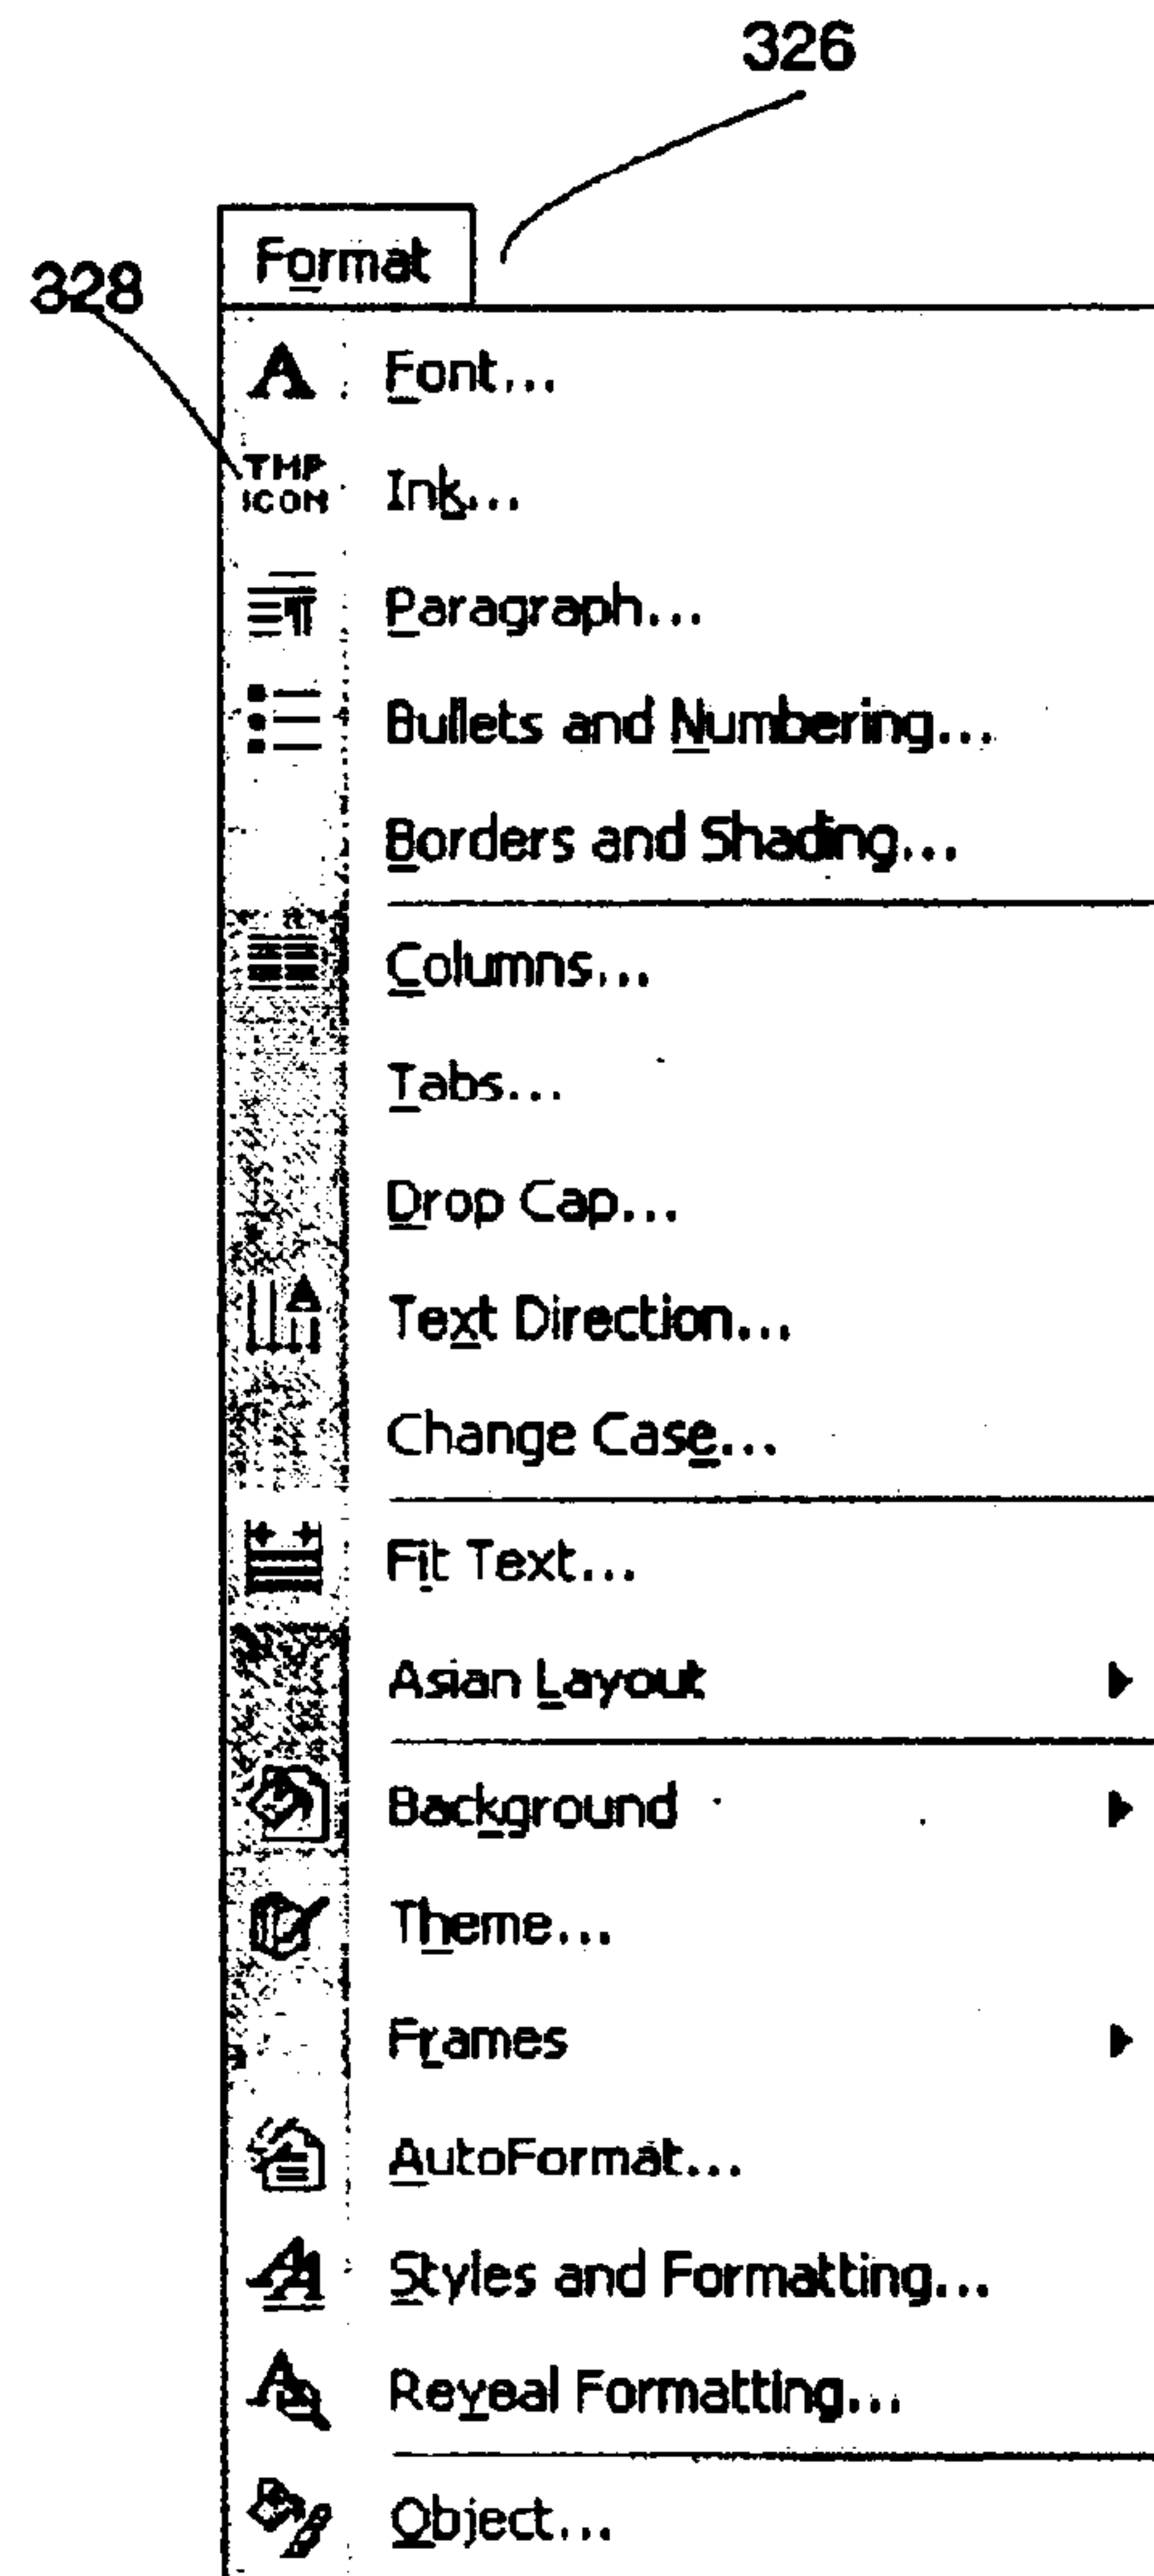 326
Format
328
Font...
TMP
ICON
Ink...
Paragraph...
Bullets and Numbering...
Borders and Shading...
Columns...
Tabs...
Drop Cap...
Text Direction...
Change Case...
Fit Text...
Asian Layout
Background
Theme...
Frames
AutoFormat...
Styles and Formatting...
Reveal Formatting...
Object...